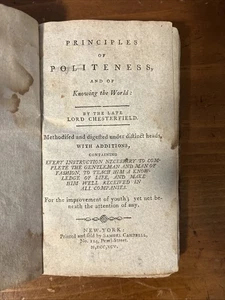 PRINCIPLES
OF
POLITENESS,
AND OF
Knowing the World:
BY THE LATE
LORD CHESTERFIELD.
Methodised and digested under distinct heads,
WITH ADDITIONS,
CONTAINING
EVERY INSTRUCTION NECESSARY TO COM-
PLETE THE GENTLEMAN AND MAN OF
FASHION, TO TEACH HIM A KNOW-
LEDGE OF LIFE, AND MAKE
HIM WELL RECEIVED IN
ALL COMPANIES.
For the improvement of youth; yet not be-
neath the attention of any.
NEW-YORK:
Printed and sold by SAMUEL CAMPBELL,
No. 124, Pearl-street.
M,DCC,XCV.